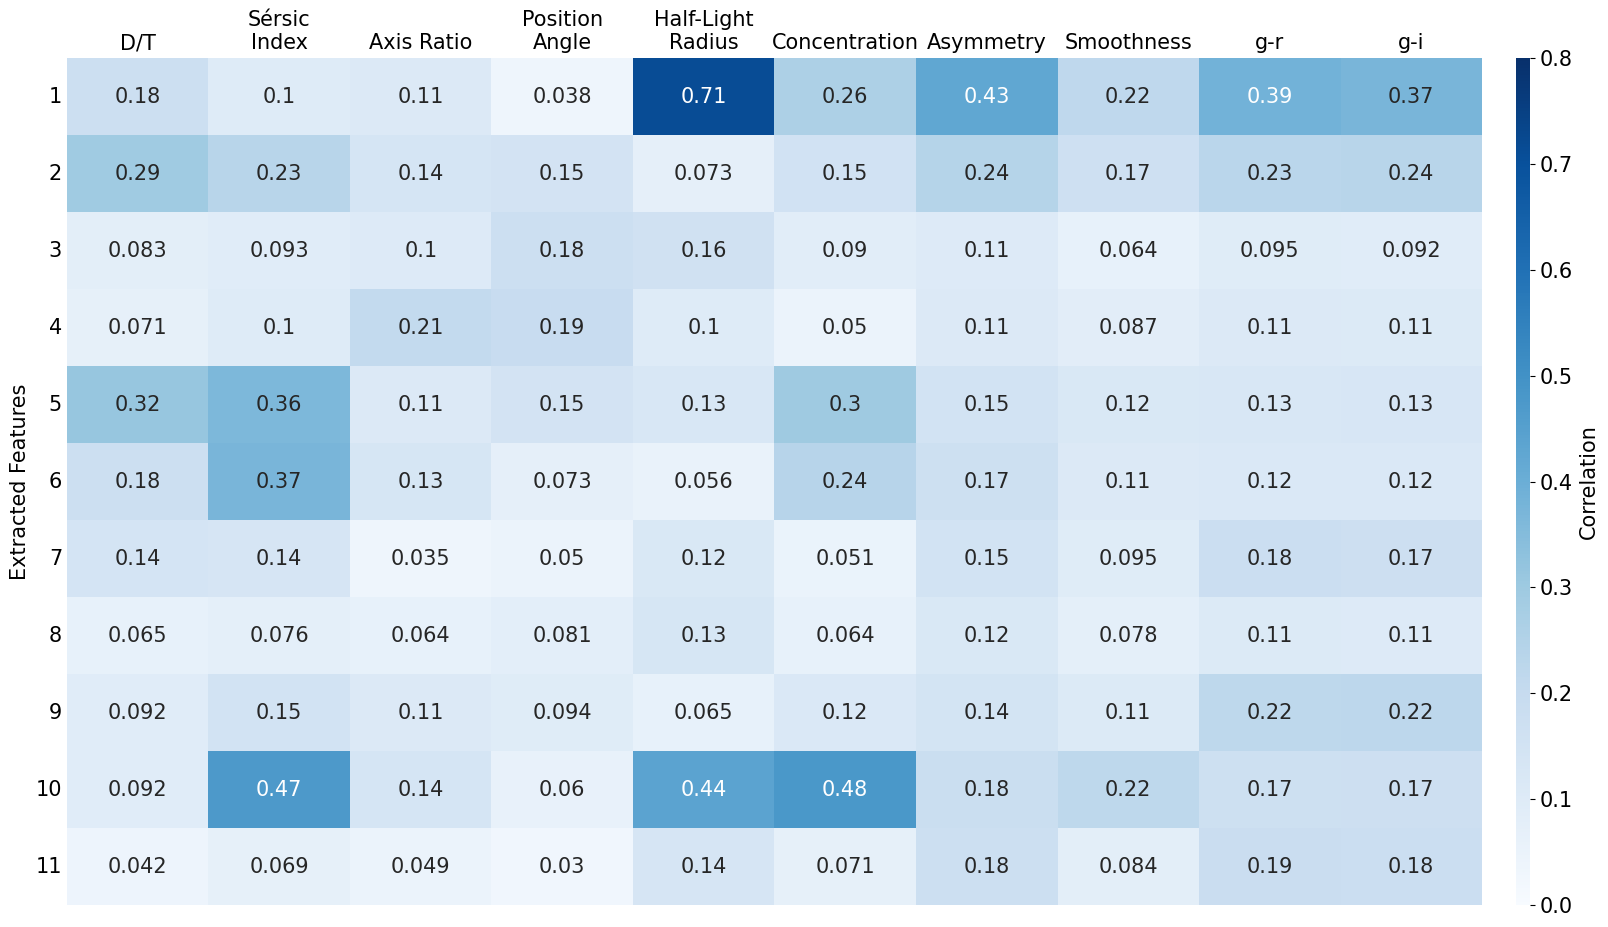 D/T Sérsic Index Axis Ratio Position Angle Half-Light Radius Concentration Asymmetry Smoothness g-r g-i
1 0.18 0.1 0.11 0.038 0.71 0.26 0.43 0.22 0.39 0.37
2 0.29 0.23 0.14 0.15 0.073 0.15 0.24 0.17 0.23 0.24
3 0.083 0.093 0.1 0.18 0.16 0.09 0.11 0.064 0.095 0.092
4 0.071 0.1 0.21 0.19 0.1 0.05 0.11 0.087 0.11 0.11
5 0.32 0.36 0.11 0.15 0.13 0.3 0.15 0.12 0.13 0.13
6 0.18 0.37 0.13 0.073 0.056 0.24 0.17 0.11 0.12 0.12
7 0.14 0.14 0.035 0.05 0.12 0.051 0.15 0.095 0.18 0.17
8 0.065 0.076 0.064 0.081 0.13 0.064 0.12 0.078 0.11 0.11
9 0.092 0.15 0.11 0.094 0.065 0.12 0.14 0.11 0.22 0.22
10 0.092 0.47 0.14 0.06 0.44 0.48 0.18 0.22 0.17 0.17
11 0.042 0.069 0.049 0.03 0.14 0.071 0.18 0.084 0.19 0.18
Extracted Features
0.8
0.7
0.6
0.5
0.4
0.3
0.2
0.1
0.0
Correlation